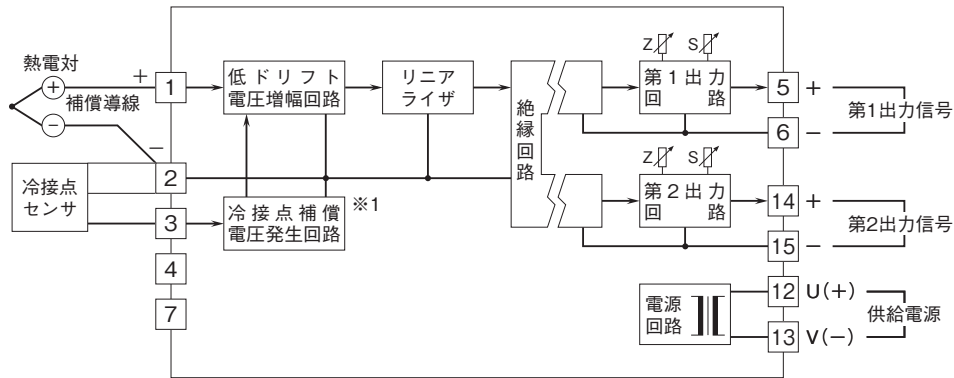 熱電対
+
補償導線
−
+
−
冷接点
センサ
1
2
3
4
7
低ドリフト
電圧増幅回路
リニア
ライザ
冷接点補償
電圧発生回路
※1
絶縁回路
Z S
第1出力
回路
Z S
第2出力
回路
電源
回路
5 +
6 −
第1出力信号
14 +
15 −
第2出力信号
12 U(+)
13 V(−)
供給電源